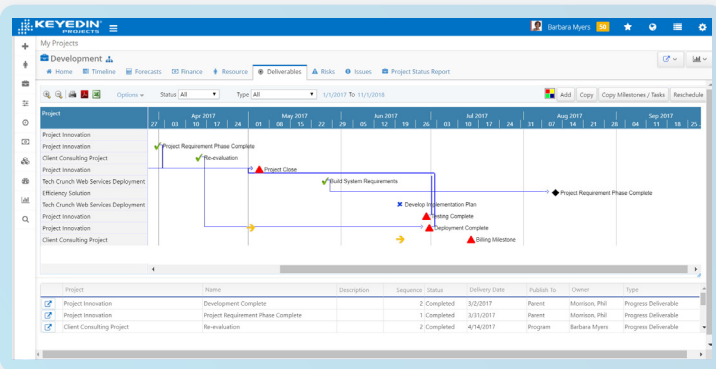 KEYEDIN
PROJECTS
Barbara Myers 50
My Projects
Development
Home Timeline Forecasts Finance Resource Deliverables Risks Issues Project Status Report
Options Status All Type All 1/1/2017 To 11/1/2018 Add Copy Copy Milestones / Tasks Reschedule
Project Apr 2017 May 2017 Jun 2017 Jul 2017 Aug 2017 Sep 2017
27 03 10 17 24 01 08 15 22 29 05 12 19 26 03 10 17 24 31 07 14 21 28 04 11 18 25
Project Innovation
Project Innovation Project Requirement Phase Complete
Client Consulting Project Re-evaluation
Project Innovation Project Close
Tech Crunch Web Services Deployment Build System Requirements
Efficiency Solution Project Requirement Phase Complete
Tech Crunch Web Services Deployment Develop Implementation Plan
Project Innovation Testing Complete
Project Innovation Deployment Complete
Client Consulting Project Billing Milestone
Project Name Description Sequence Status Delivery Date Publish To Owner Type
Project Innovation Development Complete 2 Completed 3/2/2017 Parent Morrison, Phil Progress Deliverable
Project Innovation Project Requirement Phase Complete 1 Completed 3/31/2017 Parent Morrison, Phil Progress Deliverable
Client Consulting Project Re-evaluation 2 Completed 4/14/2017 Program Barbara Myers Progress Deliverable